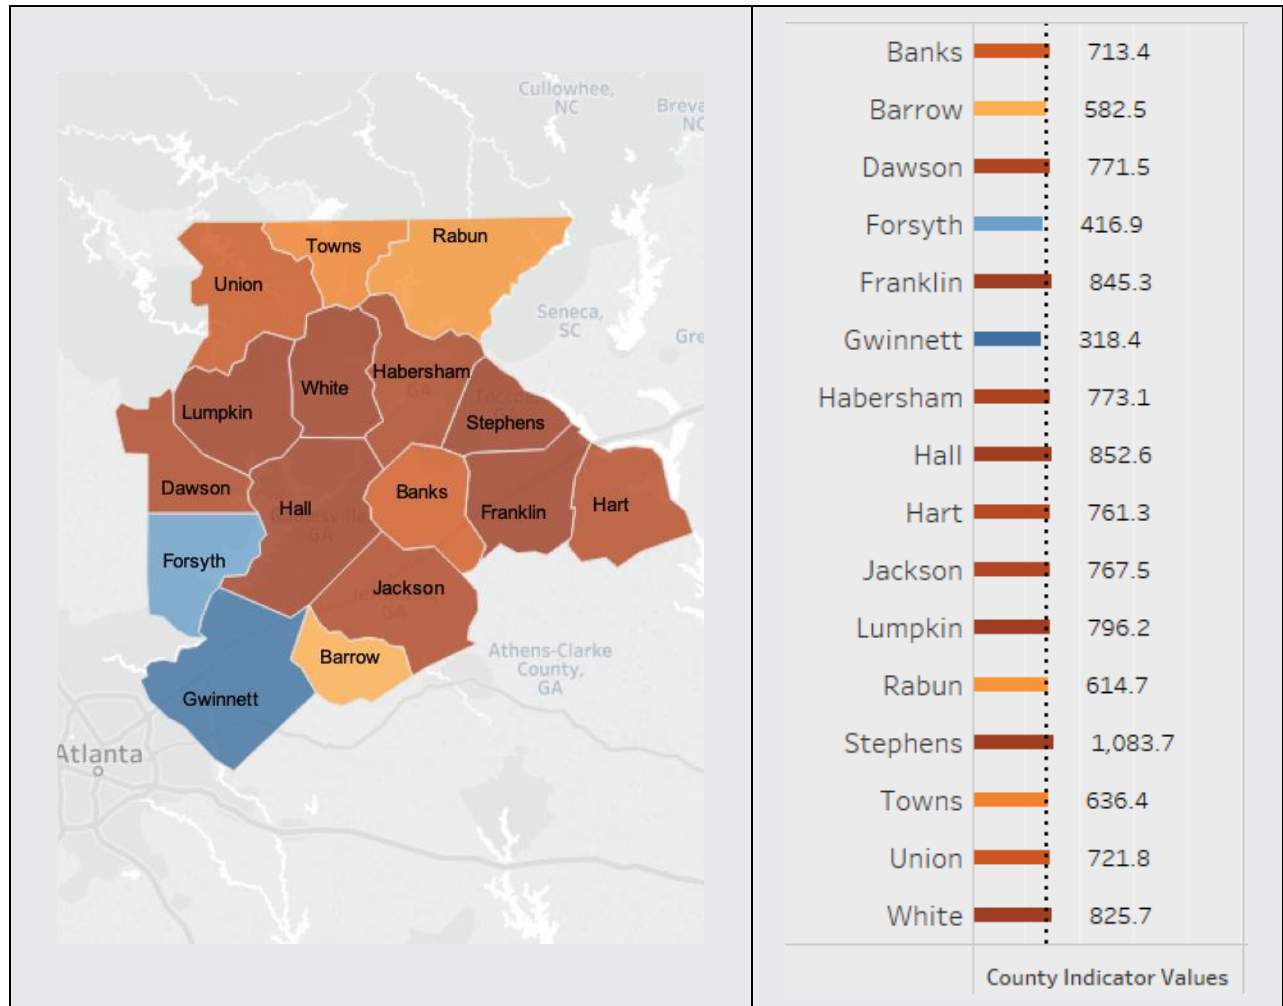 Cullowhee,
NC
Breva
NC
Towns
Rabun
Union
Seneca,
SC
Gre
Habersham
GA
White
Lumpkin
Toccoa
Stephens
Dawson
Hall
Banks
Franklin
Hart
Gainesville
GA
Forsyth
Jackson
GA
Barrow
Athens-Clarke
County,
GA
Gwinnett
Atlanta
Banks 713.4
Barrow 582.5
Dawson 771.5
Forsyth 416.9
Franklin 845.3
Gwinnett 318.4
Habersham 773.1
Hall 852.6
Hart 761.3
Jackson 767.5
Lumpkin 796.2
Rabun 614.7
Stephens 1,083.7
Towns 636.4
Union 721.8
White 825.7
County Indicator Values